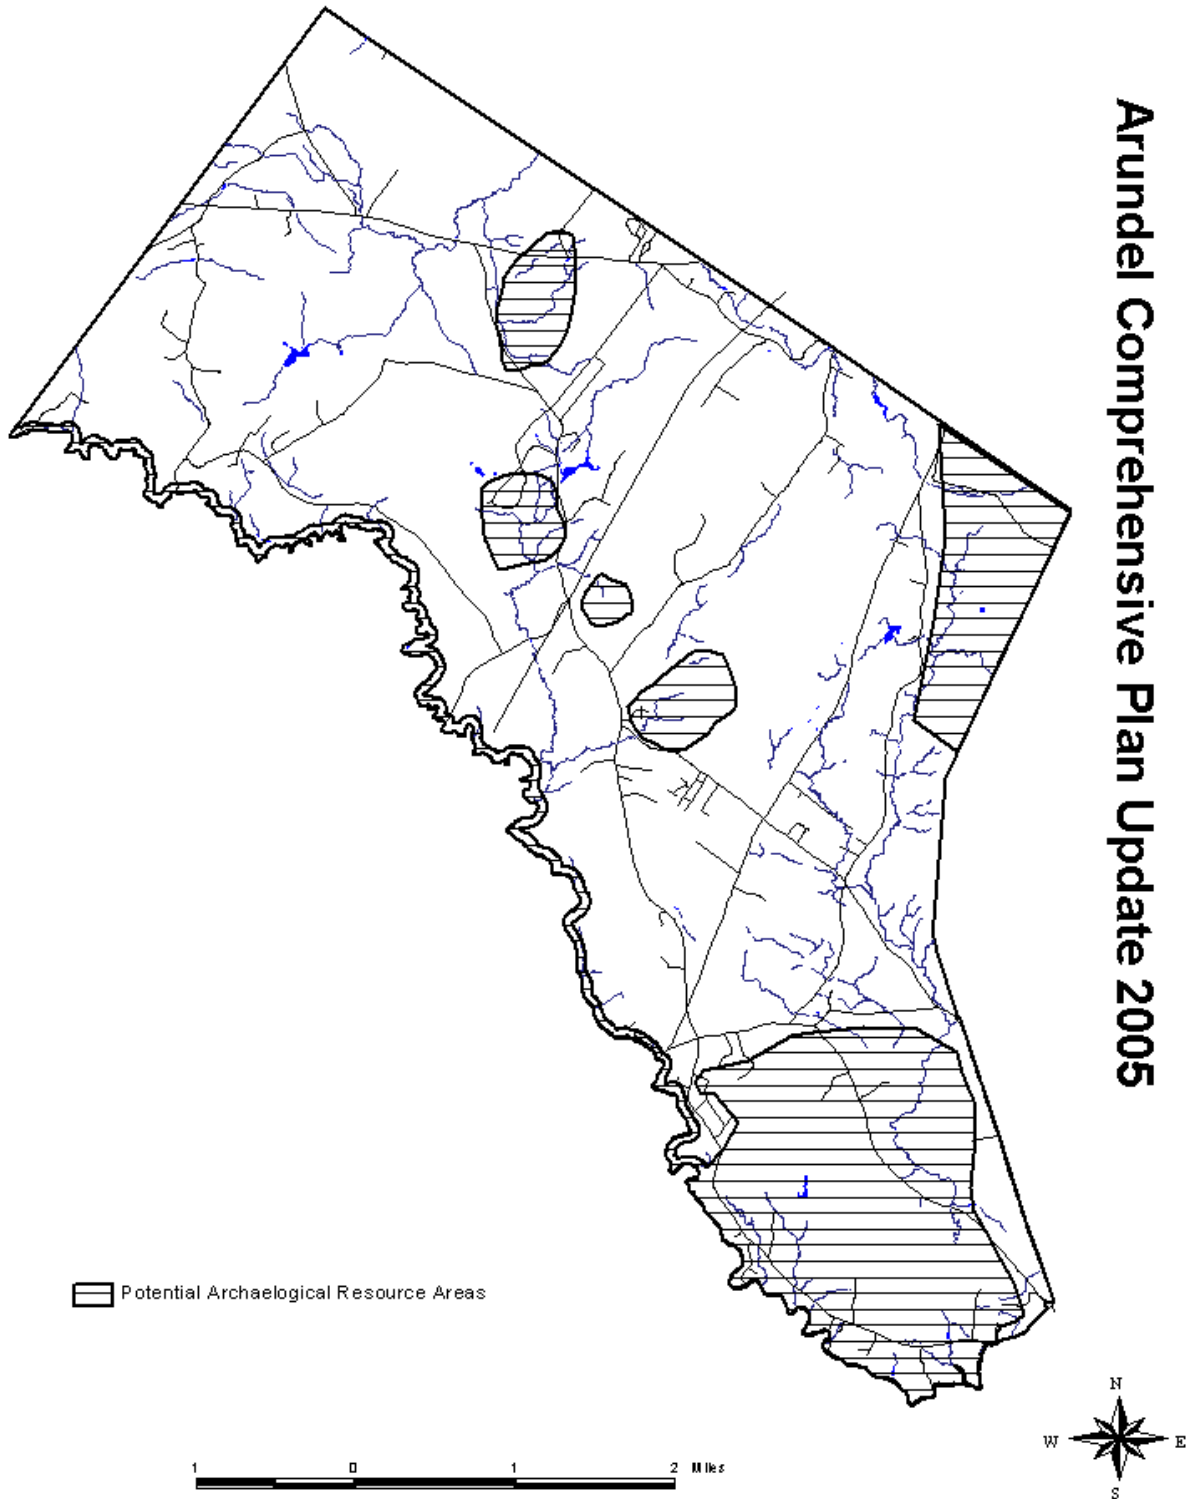 Arundel Comprehensive Plan Update 2005
Potential Archaelogical Resource Areas
N
W E
S
1 0 1 2 Miles